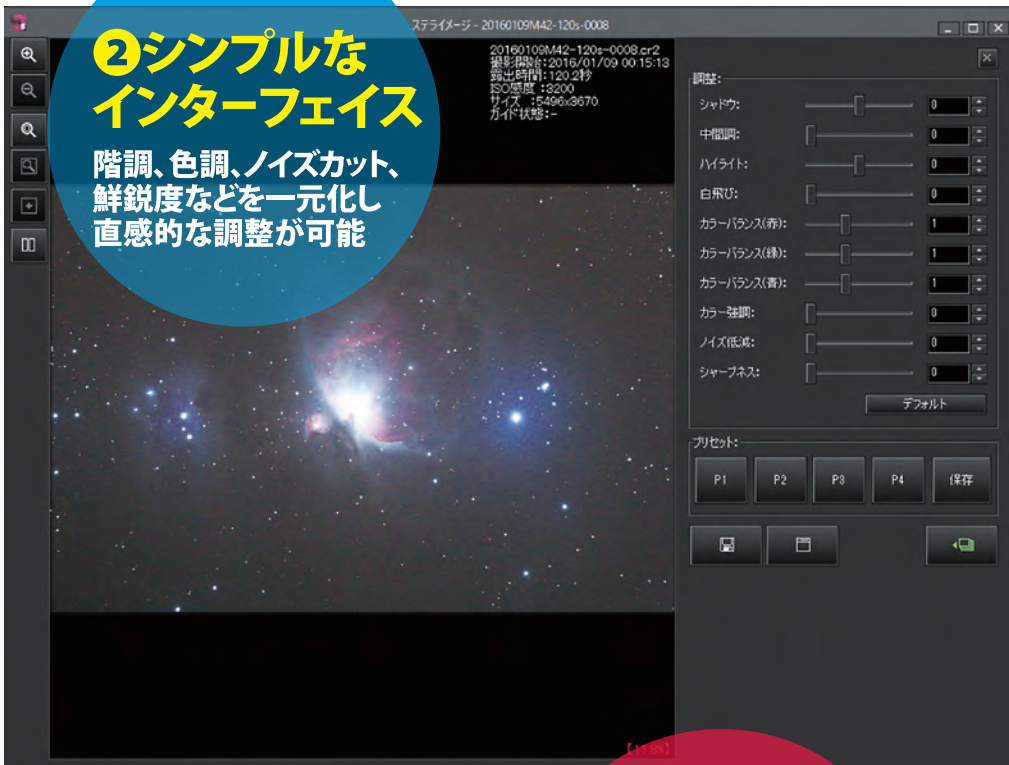 ステライメージ - 20160109M42-120s-0008
❷シンプルな
インターフェイス
階調、色調、ノイズカット、
鮮鋭度などを一元化し
直感的な調整が可能
20160109M42-120s-0008.cr2
撮影開始:2016/01/09 00:15:13
露出時間:120.2秒
ISO感度 :3200
サイズ :5496x3670
ガイド状態:-
調整:
シャドウ: 0
中間調: 0
ハイライト: 0
白飛び: 0
カラーバランス(赤): 1
カラーバランス(緑): 1
カラーバランス(青): 1
カラー強調: 0
ノイズ低減: 0
シャープネス: 0
デフォルト
プリセット:
P1 P2 P3 P4 保存